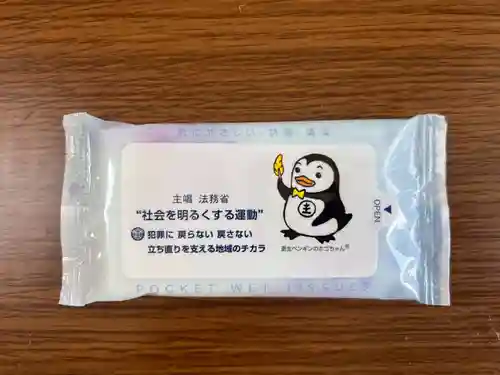 主唱 法務省
“社会を明るくする運動”
犯罪に 戻らない 戻さない
立ち直りを支える地域のチカラ
主
更生ペンギンのホゴちゃん®
OPEN
POCKET WET TISSUES